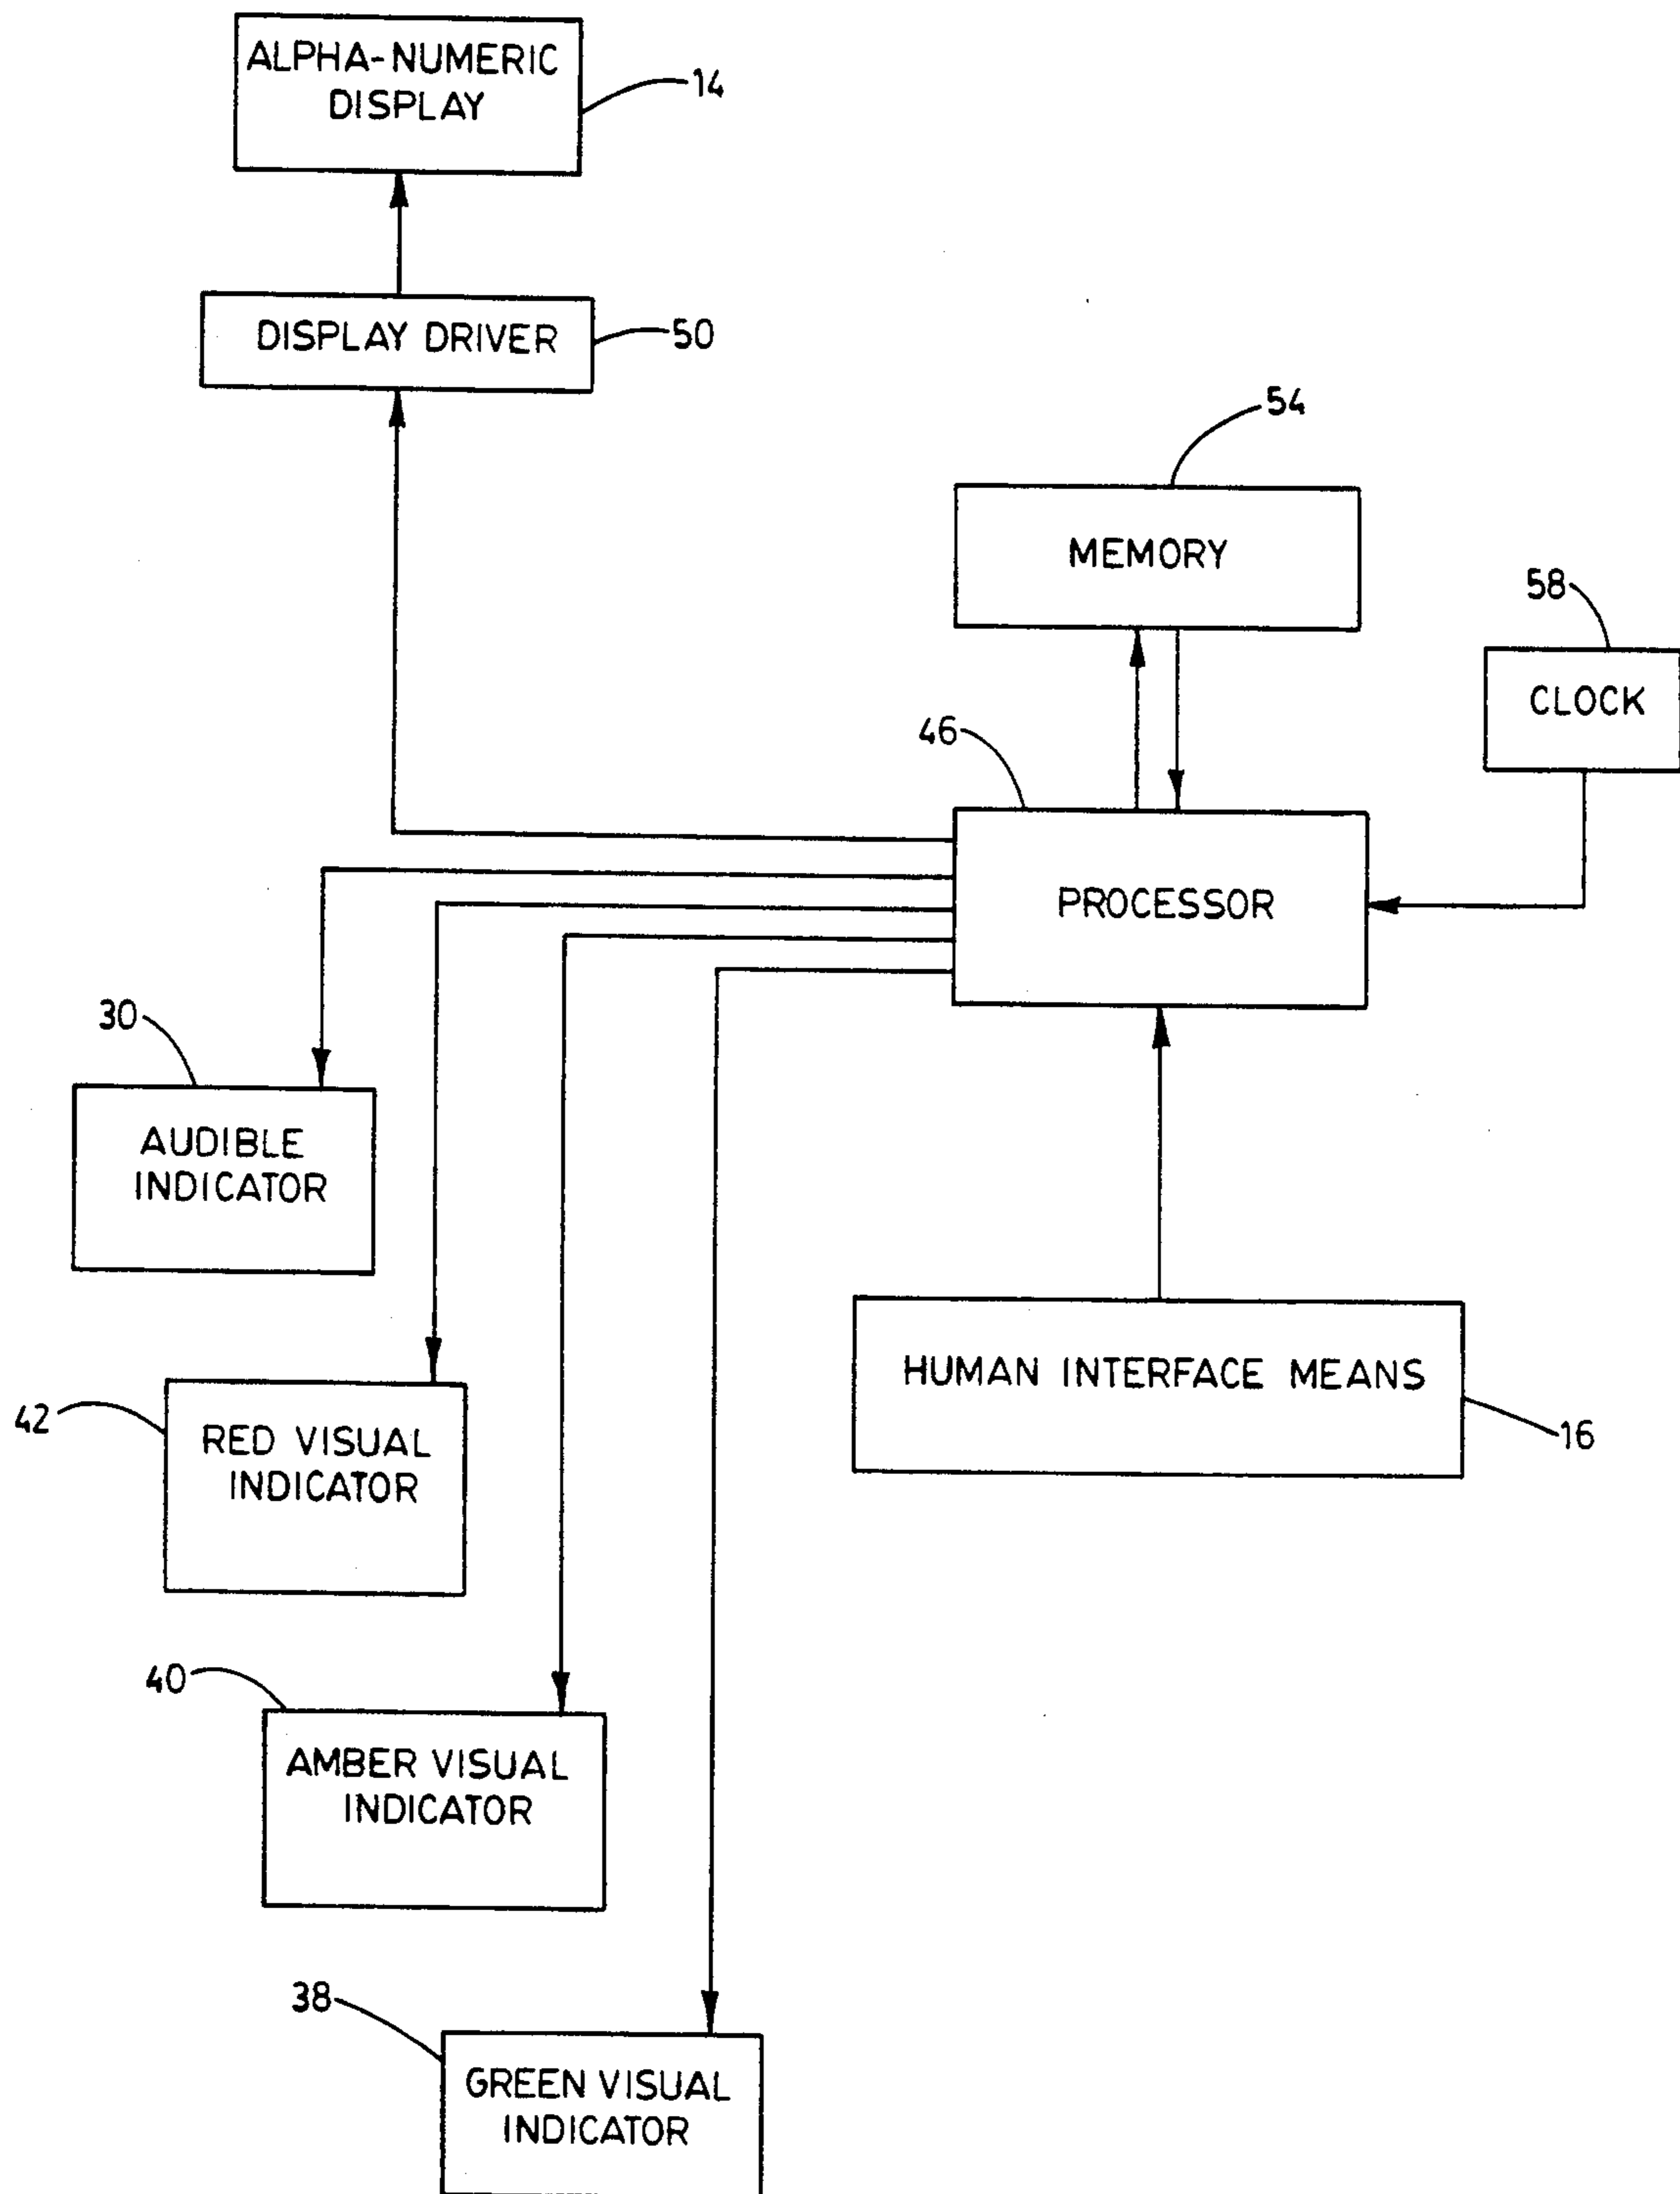 ALPHA-NUMERIC
DISPLAY
14
DISPLAY DRIVER
50
54
MEMORY
58
CLOCK
46
PROCESSOR
30
AUDIBLE
INDICATOR
HUMAN INTERFACE MEANS
16
42
RED VISUAL
INDICATOR
40
AMBER VISUAL
INDICATOR
38
GREEN VISUAL
INDICATOR